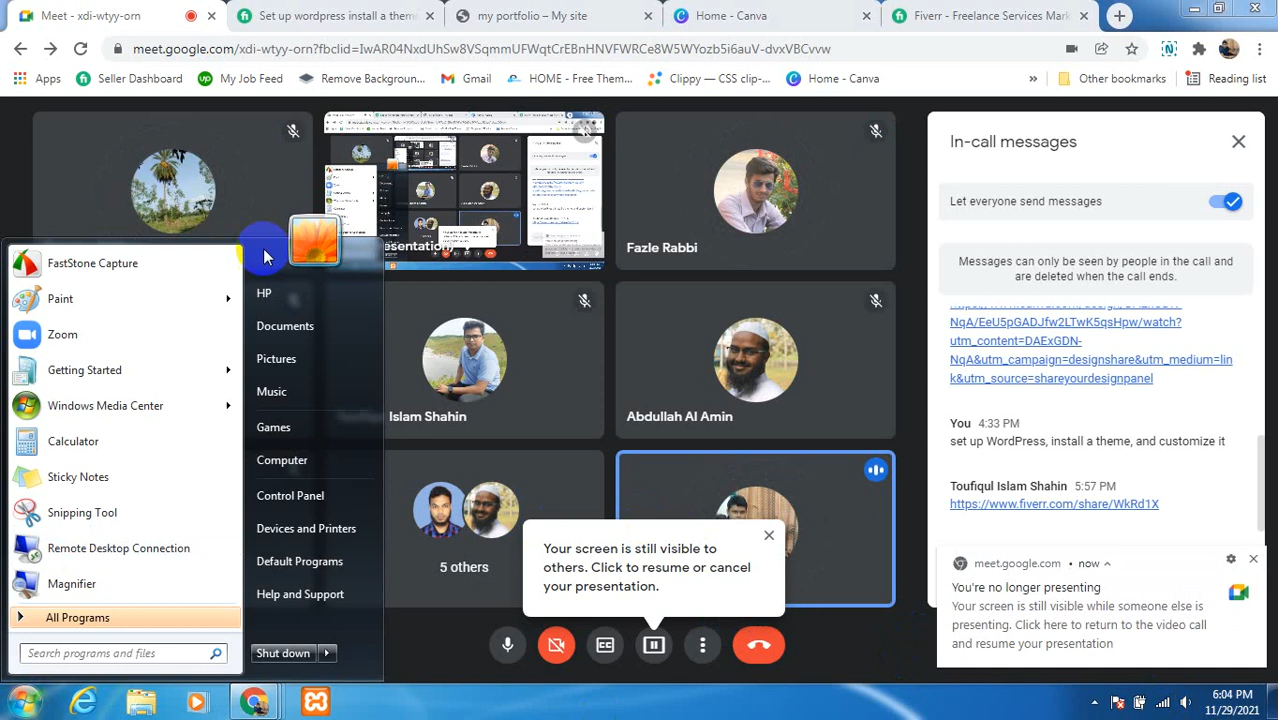 Meet - xdi-wtyy-orn
Set up wordpress install a them
my portfolio – My site
Home - Canva
Fiverr - Freelance Services Mark
meet.google.com/xdi-wtyy-orn?fbclid=IwAR04NxdUhSw8VSqmmUFWqtCrEBnHNVFWRCe8W5WYozb5i6auV-dvxVBCvvw
Apps
Seller Dashboard
My Job Feed
Remove Backgroun...
Gmail
HOME - Free Them...
Clippy — CSS clip-...
Home - Canva
»
Other bookmarks
Reading list
In-call messages
Let everyone send messages
Messages can only be seen by people in the call and
are deleted when the call ends.
NqA/EeU5pGADJfw2LTwK5qsHpw/watch?
utm_content=DAExGDN-
NqA&utm_campaign=designshare&utm_medium=lin
k&utm_source=shareyourdesignpanel
You 4:33 PM
set up WordPress, install a theme, and customize it
Toufiqul Islam Shahin 5:57 PM
https://www.fiverr.com/share/WkRd1X
meet.google.com • now
You're no longer presenting
Your screen is still visible while someone else is
presenting. Click here to return to the video call
and resume your presentation
esentation)
Fazle Rabbi
Islam Shahin
Abdullah Al Amin
5 others
Your screen is still visible to
others. Click to resume or cancel
your presentation.
FastStone Capture
Paint
Zoom
Getting Started
Windows Media Center
Calculator
Sticky Notes
Snipping Tool
Remote Desktop Connection
Magnifier
All Programs
Search programs and files
HP
Documents
Pictures
Music
Games
Computer
Control Panel
Devices and Printers
Default Programs
Help and Support
Shut down
6:04 PM
11/29/2021